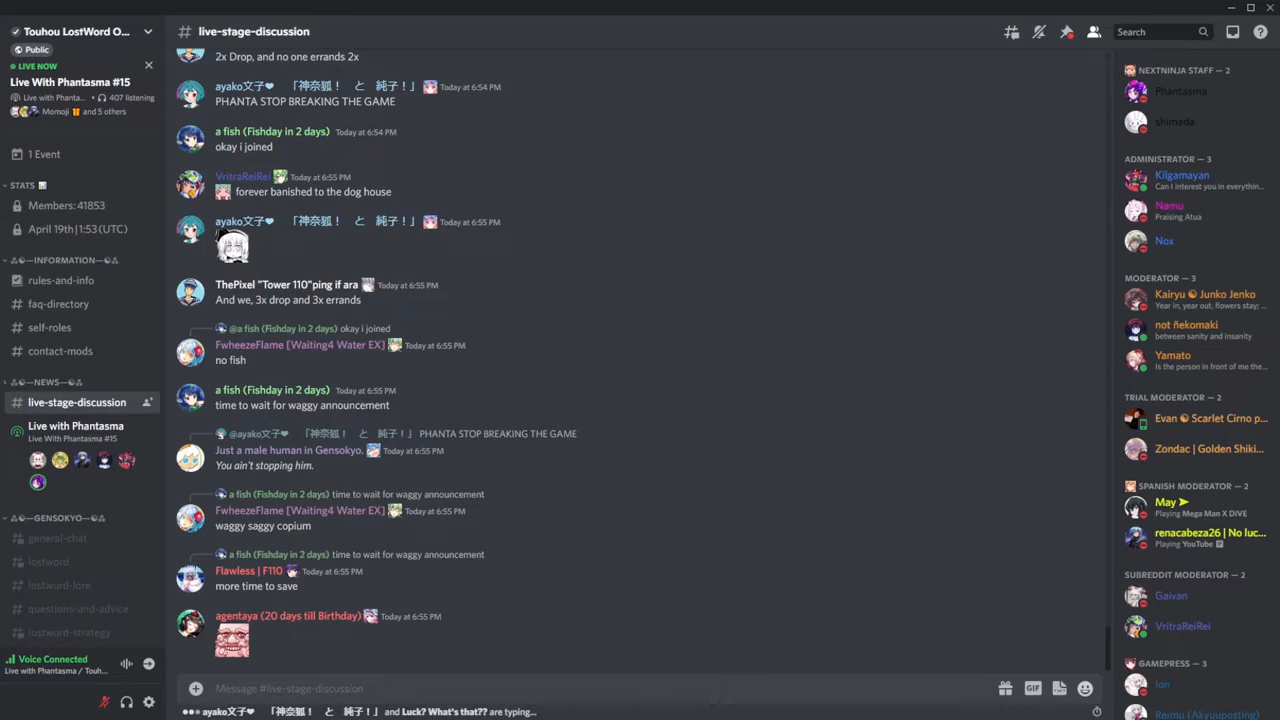 Touhou LostWord O...
Public
LIVE NOW
Live With Phantasma #15
Live with Phanta... • 407 listening
Momoji and 5 others
1 Event
STATS
Members: 41853
April 19th | 1:53 (UTC)
—INFORMATION—
rules-and-info
# faq-directory
# self-roles
# contact-mods
—NEWS—
# live-stage-discussion
Live with Phantasma
Live With Phantasma #15
—GENSOKYO—
# general-chat
# lostword
# lostword-lore
# questions-and-advice
# lostword-strategy
Voice Connected
Live with Phantasma / Touh...
# live-stage-discussion
2x Drop, and no one errands 2x
ayako文子❤ 「神奈狐！ と 純子！」 Today at 6:54 PM
PHANTA STOP BREAKING THE GAME
a fish (Fishday in 2 days) Today at 6:54 PM
okay i joined
VritraReiRei Today at 6:55 PM
forever banished to the dog house
ayako文子❤ 「神奈狐！ と 純子！」 Today at 6:55 PM
ThePixel "Tower 110"ping if ara Today at 6:55 PM
And we, 3x drop and 3x errands
@a fish (Fishday in 2 days) okay i joined
FwheezeFlame [Waiting4 Water EX] Today at 6:55 PM
no fish
a fish (Fishday in 2 days) Today at 6:55 PM
time to wait for waggy announcement
@ayako文子❤ 「神奈狐！ と 純子！」 PHANTA STOP BREAKING THE GAME
Just a male human in Gensokyo. Today at 6:55 PM
You ain't stopping him.
a fish (Fishday in 2 days) time to wait for waggy announcement
FwheezeFlame [Waiting4 Water EX] Today at 6:55 PM
waggy saggy copium
a fish (Fishday in 2 days) time to wait for waggy announcement
Flawless | F110 Today at 6:55 PM
more time to save
agentaya (20 days till Birthday) Today at 6:55 PM
Message #live-stage-discussion
GIF
ayako文子❤ 「神奈狐！ と 純子！」 and Luck? What's that?? are typing...
Search
NEXTNINJA STAFF — 2
Phantasma
shimada
ADMINISTRATOR — 3
Kilgamayan
Can I interest you in everythin...
Namu
Praising Atua
Nox
MODERATOR — 3
Kairyu ☯ Junko Jenko
Year in, year out, flowers stay; ...
not ñekomaki
between sanity and insanity
Yamato
Is the person in front of me the...
TRIAL MODERATOR — 2
Evan ☯ Scarlet Cirno p...
Zondac | Golden Shiki...
SPANISH MODERATOR — 2
May ➤
Playing Mega Man X DiVE
renacabeza26 | No luc...
Playing YouTube
SUBREDDIT MODERATOR — 2
Gaivan
VritraReiRei
GAMEPRESS — 3
Ion
Reimu (Akyuuposting)